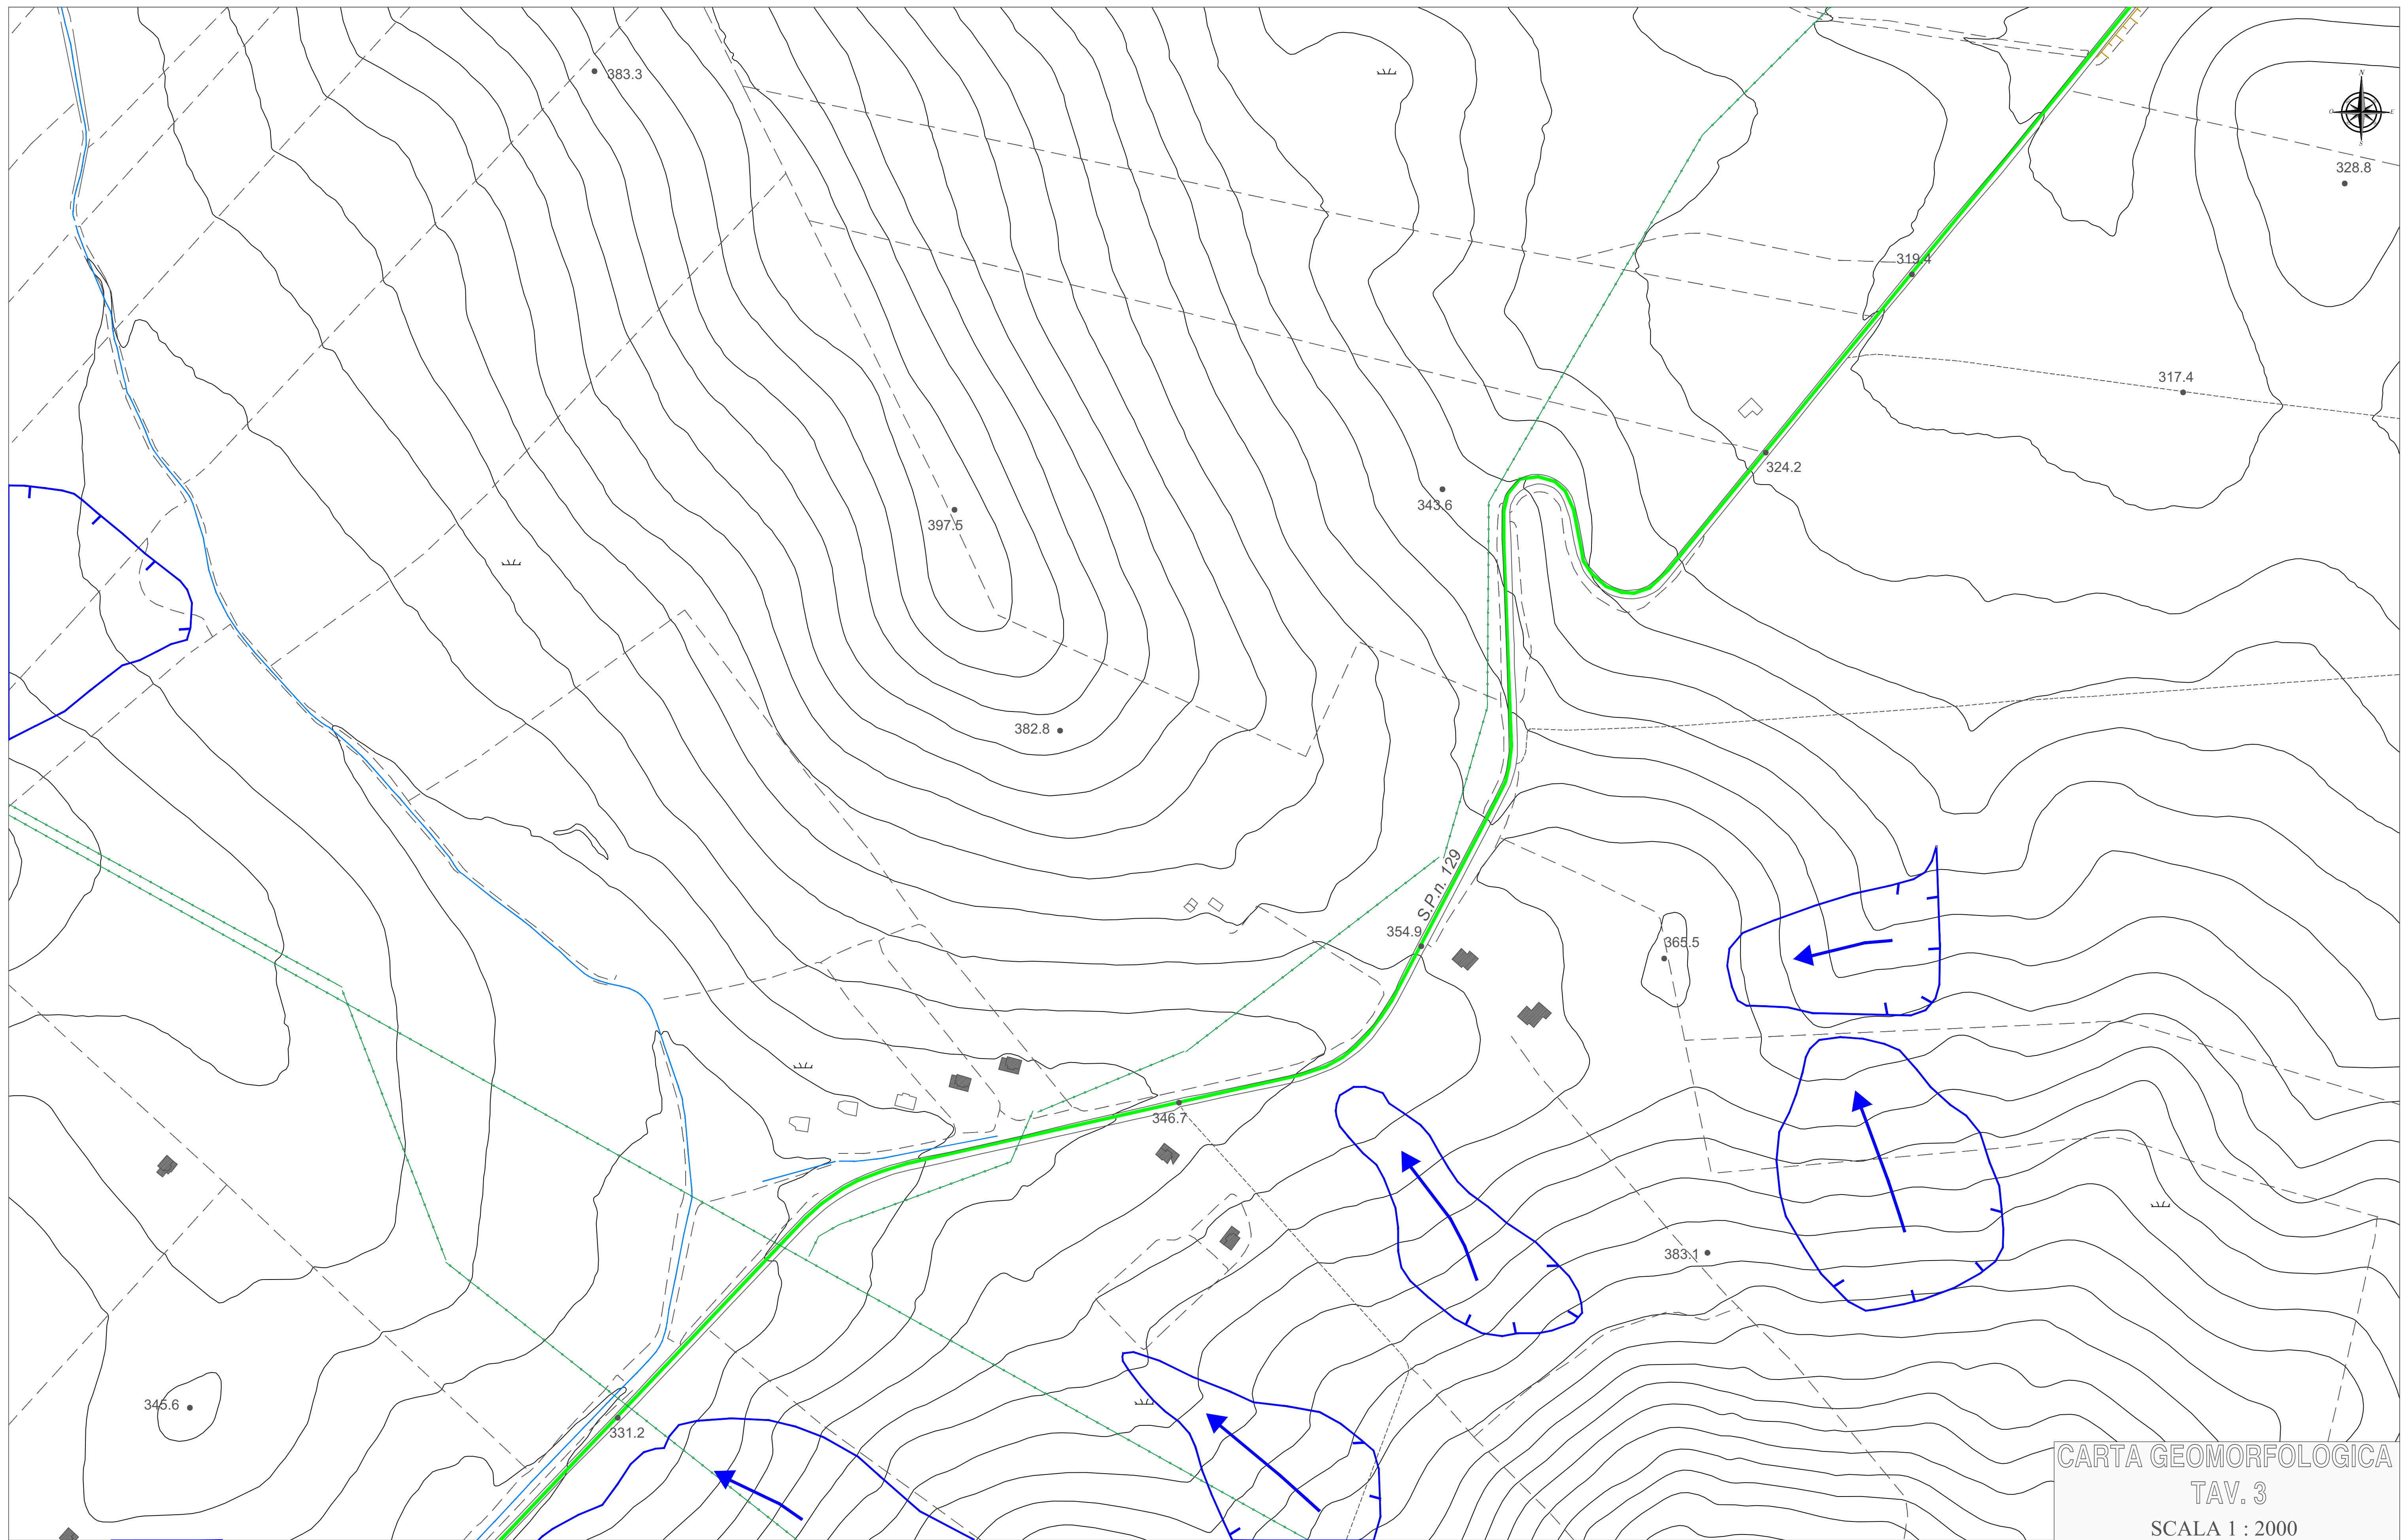 383.3
N
O E
S
328.8
319.4
317.4
324.2
343.6
397.5
382.8
S.P.n. 129
354.9
365.5
346.7
383.1
345.6
331.2
CARTA GEOMORFOLOGICA
TAV. 3
SCALA 1 : 2000